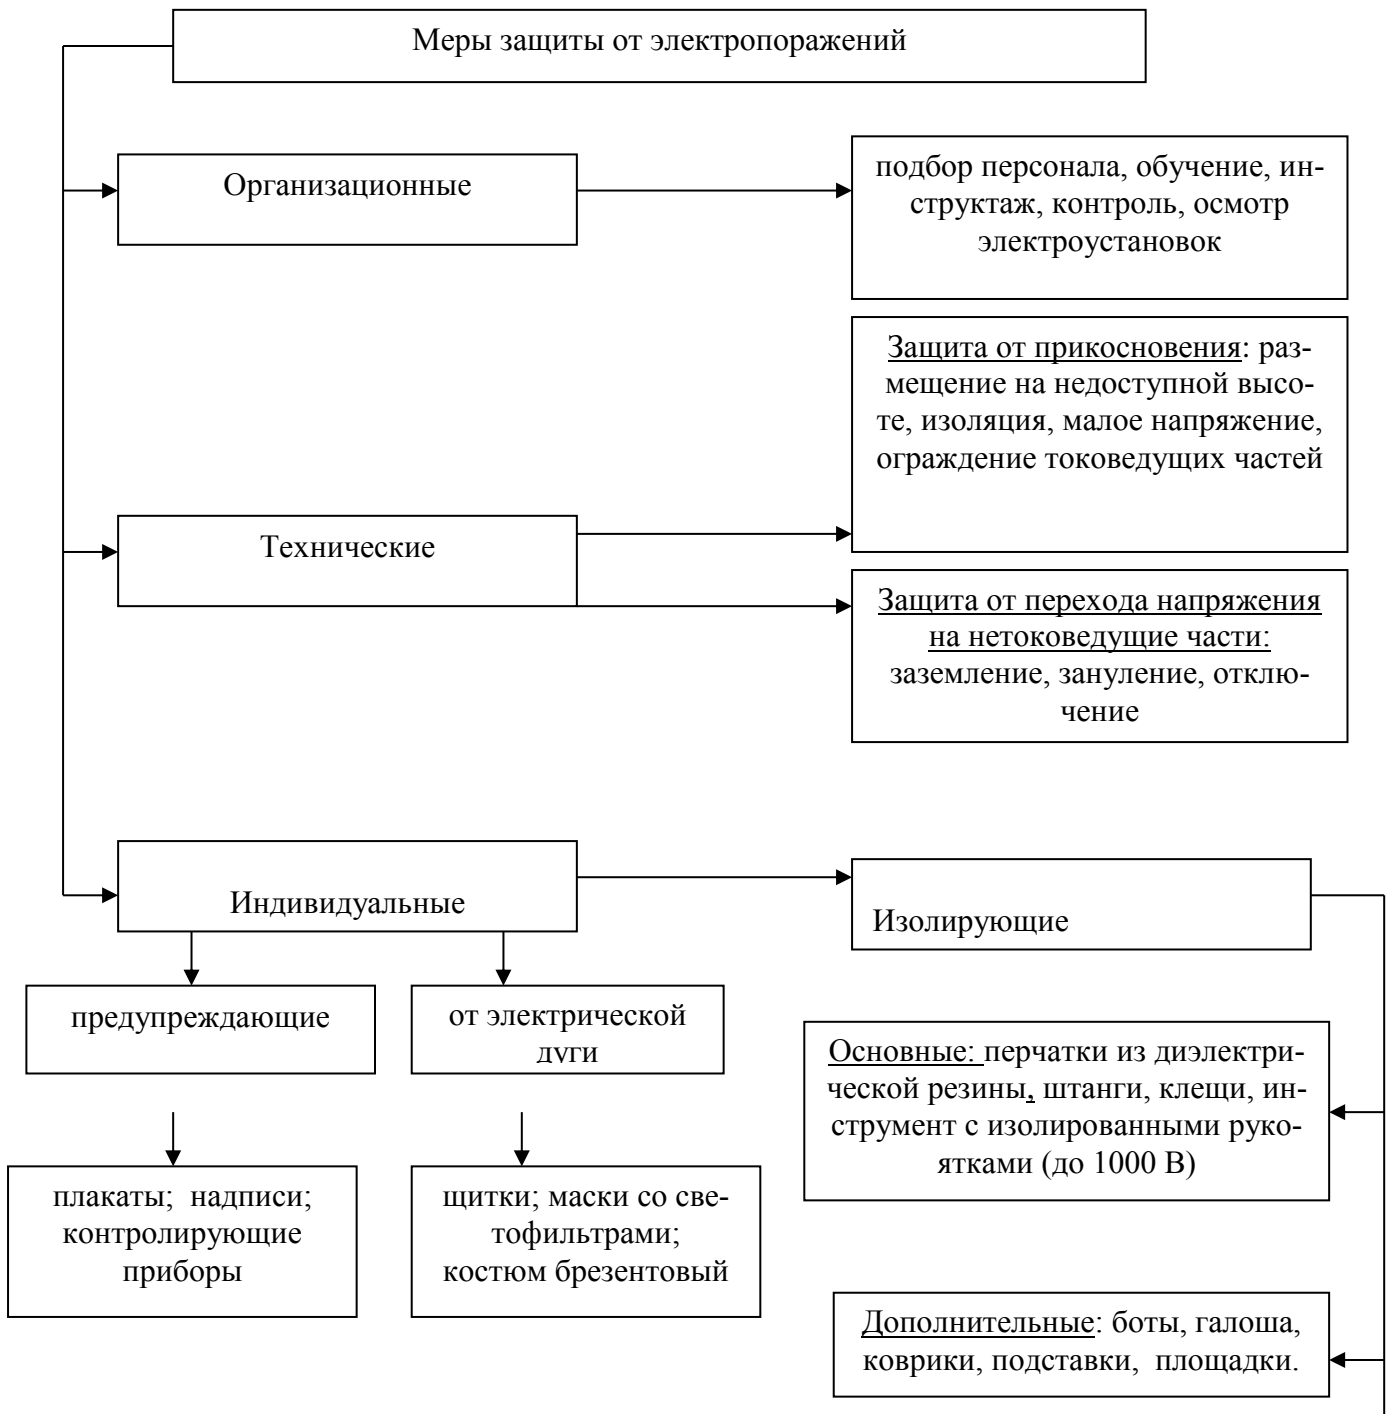 Меры защиты от электропоражений
Организационные
подбор персонала, обучение, ин-
структаж, контроль, осмотр
электроустановок
Защита от прикосновения: раз-
мещение на недоступной высо-
те, изоляция, малое напряжение,
ограждение токоведущих частей
Технические
Защита от перехода напряжения
на нетоковедущие части:
заземление, зануление, отклю-
чение
Индивидуальные
Изолирующие
предупреждающие
от электрической
дуги
Основные: перчатки из диэлектри-
ческой резины, штанги, клещи, ин-
струмент с изолированными руко-
ятками (до 1000 В)
плакаты;  надписи;
контролирующие
приборы
щитки; маски со све-
тофильтрами;
костюм брезентовый
Дополнительные: боты, галоша,
коврики, подставки,  площадки.